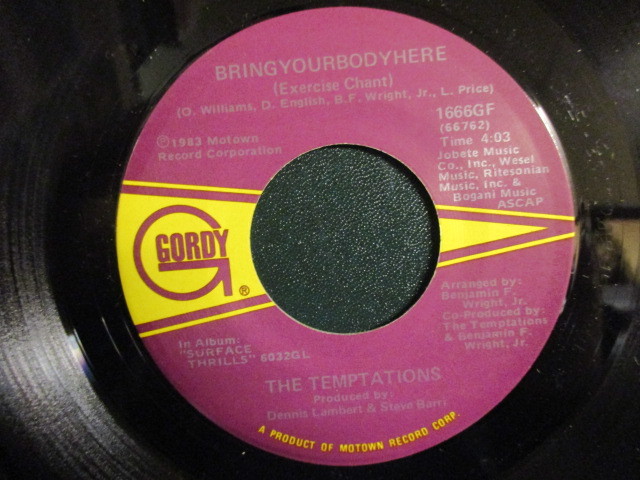 BRINGYOURBODYHERE
(Exercise Chant)
(O. Williams, D. English, B.F. Wright, Jr., L. Price)
℗1983 Motown
Record Corporation
1666GF
(66762)
Time 4:03
Jobete Music
Co., Inc., Wesel
Music, Ritesonian
Music, Inc. &
Bogani Music
ASCAP
GORDY
G
®
Arranged by:
Benjamin F.
Wright, Jr.
Co-Produced by:
The Temptations
& Benjamin F.
Wright, Jr.
In Album:
"SURFACE
THRILLS" 6032GL
THE TEMPTATIONS
Produced by:
Dennis Lambert & Steve Barri
A PRODUCT OF MOTOWN RECORD CORP.